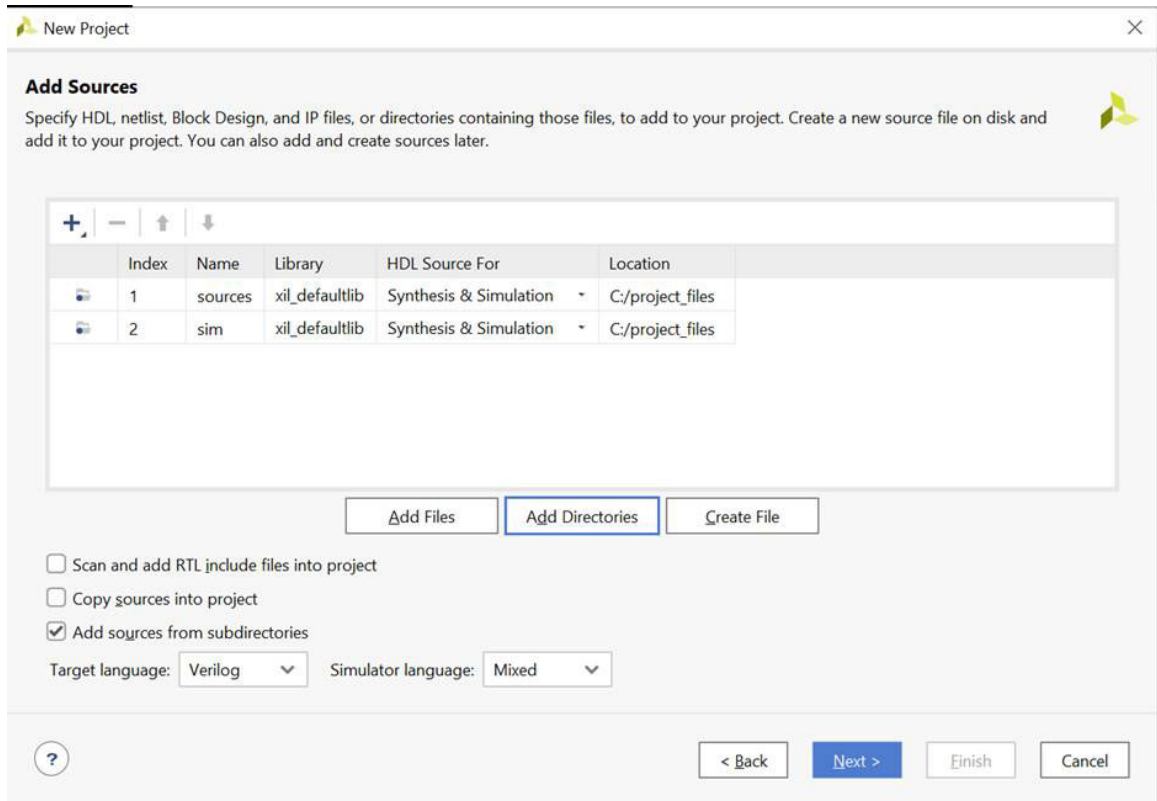 New Project
Add Sources
Specify HDL, netlist, Block Design, and IP files, or directories containing those files, to add to your project. Create a new source file on disk and
add it to your project. You can also add and create sources later.
Index Name Library HDL Source For Location
1 sources xil_defaultlib Synthesis & Simulation C:/project_files
2 sim xil_defaultlib Synthesis & Simulation C:/project_files
Add Files Add Directories Create File
Scan and add RTL include files into project
Copy sources into project
Add sources from subdirectories
Target language: Verilog Simulator language: Mixed
? < Back Next > Finish Cancel